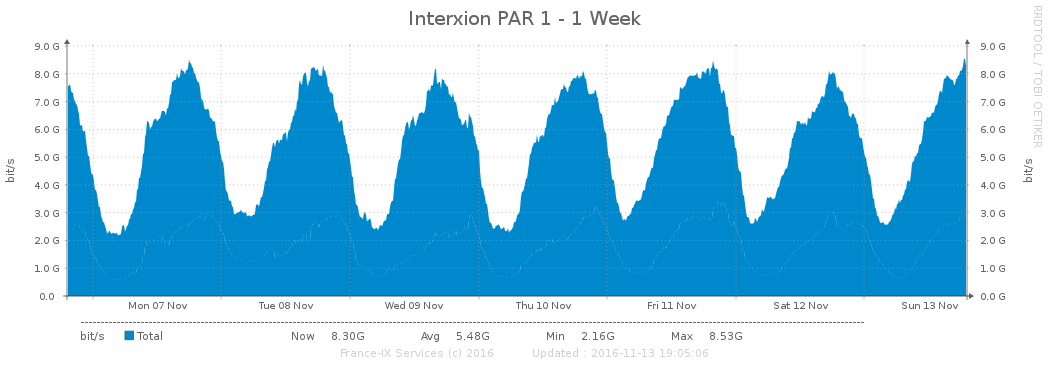 Interxion PAR 1 - 1 Week
RRDTOOL / TOBI OETIKER
9.0 G 9.0 G
8.0 G 8.0 G
7.0 G 7.0 G
6.0 G 6.0 G
5.0 G 5.0 G
4.0 G 4.0 G
3.0 G 3.0 G
2.0 G 2.0 G
1.0 G 1.0 G
0.0 0.0 G
bit/s
bit/s
Mon 07 Nov Tue 08 Nov Wed 09 Nov Thu 10 Nov Fri 11 Nov Sat 12 Nov Sun 13 Nov
bit/s Total Now 8.30G Avg 5.48G Min 2.16G Max 8.53G
France-IX Services (c) 2016 Updated : 2016-11-13 19:05:06